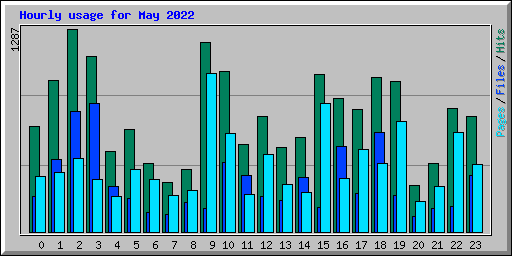 Hourly usage for May 2022
1287
Pages/Files/Hits
0 1 2 3 4 5 6 7 8 9 10 11 12 13 14 15 16 17 18 19 20 21 22 23